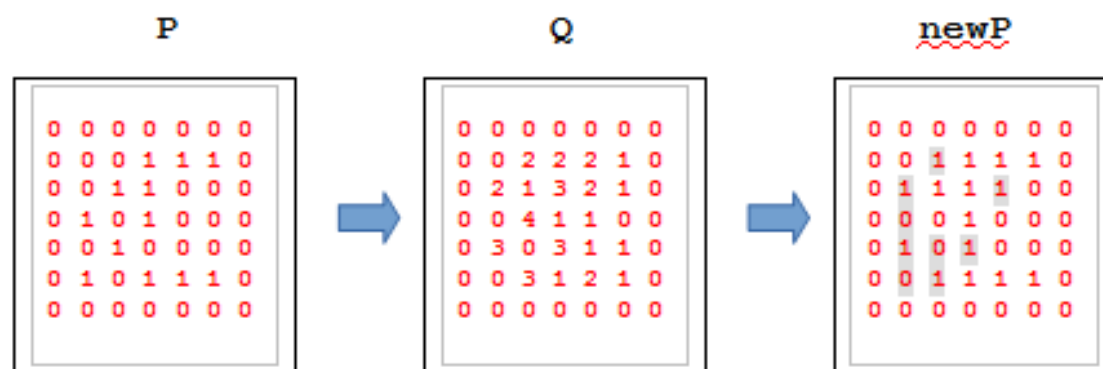 P
0 0 0 0 0 0 0
0 0 0 1 1 1 0
0 0 1 1 0 0 0
0 1 0 1 0 0 0
0 0 1 0 0 0 0
0 1 0 1 1 1 0
0 0 0 0 0 0 0
Q
0 0 0 0 0 0 0
0 0 2 2 2 1 0
0 2 1 3 2 1 0
0 0 4 1 1 0 0
0 3 0 3 1 1 0
0 0 3 1 2 1 0
0 0 0 0 0 0 0
newP
0 0 0 0 0 0 0
0 0 1 1 1 1 0
0 1 1 1 1 0 0
0 0 0 1 0 0 0
0 1 0 1 0 0 0
0 0 1 1 1 1 0
0 0 0 0 0 0 0